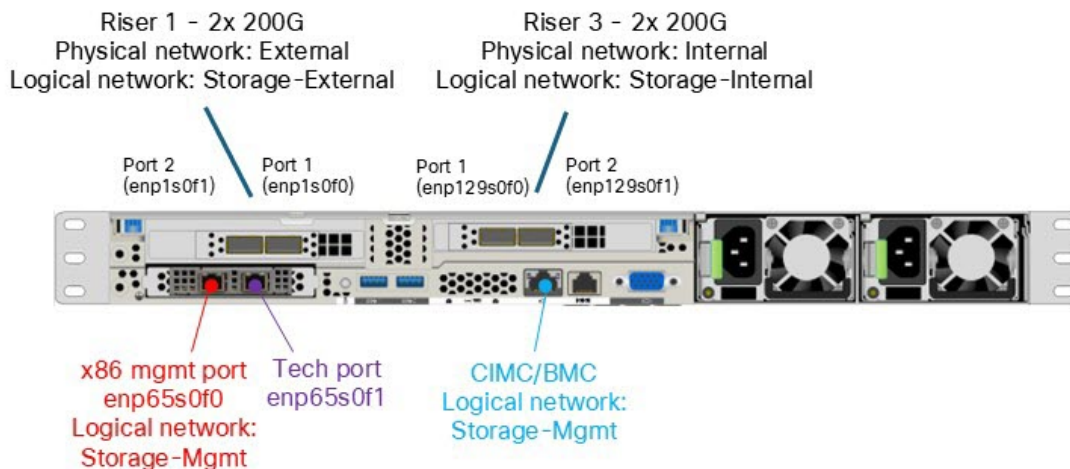 Riser 1 - 2x 200G
Physical network: External
Logical network: Storage-External
Riser 3 - 2x 200G
Physical network: Internal
Logical network: Storage-Internal
Port 2
(enp1s0f1)
Port 1
(enp1s0f0)
Port 1
(enp129s0f0)
Port 2
(enp129s0f1)
x86 mgmt port
enp65s0f0
Logical network:
Storage-Mgmt
Tech port
enp65s0f1
CIMC/BMC
Logical network:
Storage-Mgmt